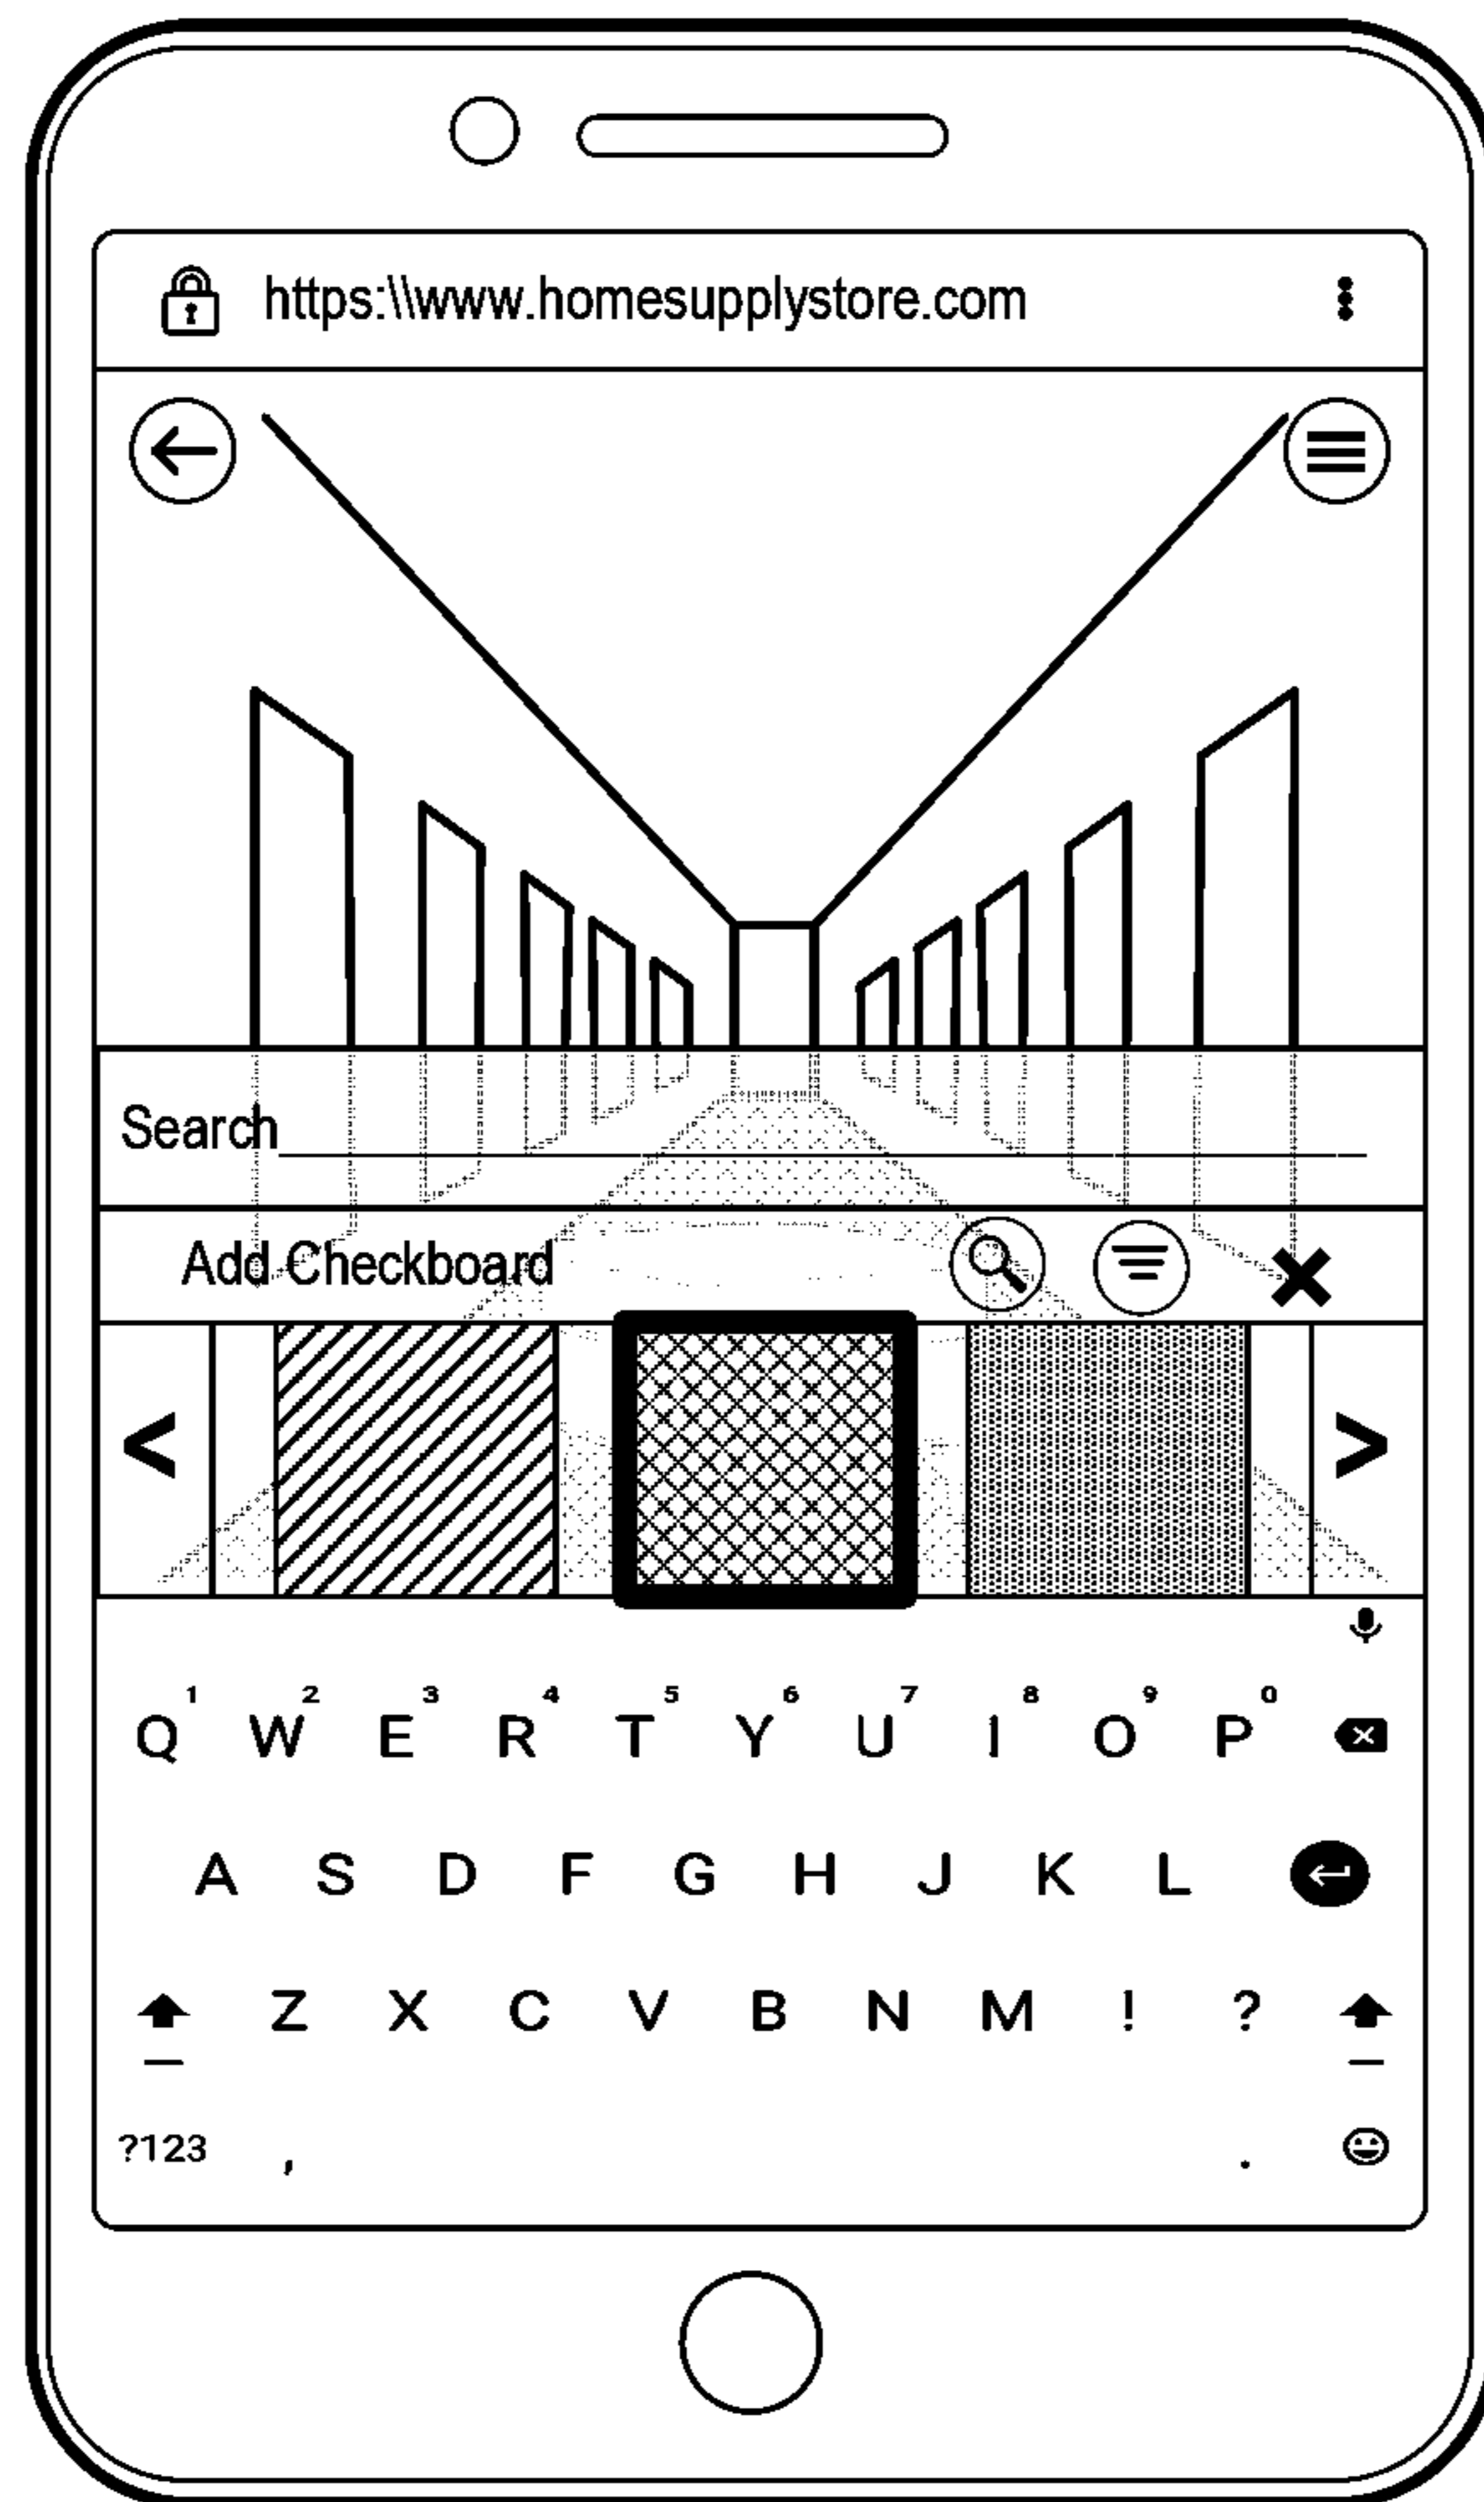 https:\\www.homesupplystore.com
Search
Add Checkboard
< >
1 2 3 4 5 6 7 8 9 0
Q W E R T Y U I O P
A S D F G H J K L
Z X C V B N M ! ?
?123 , .